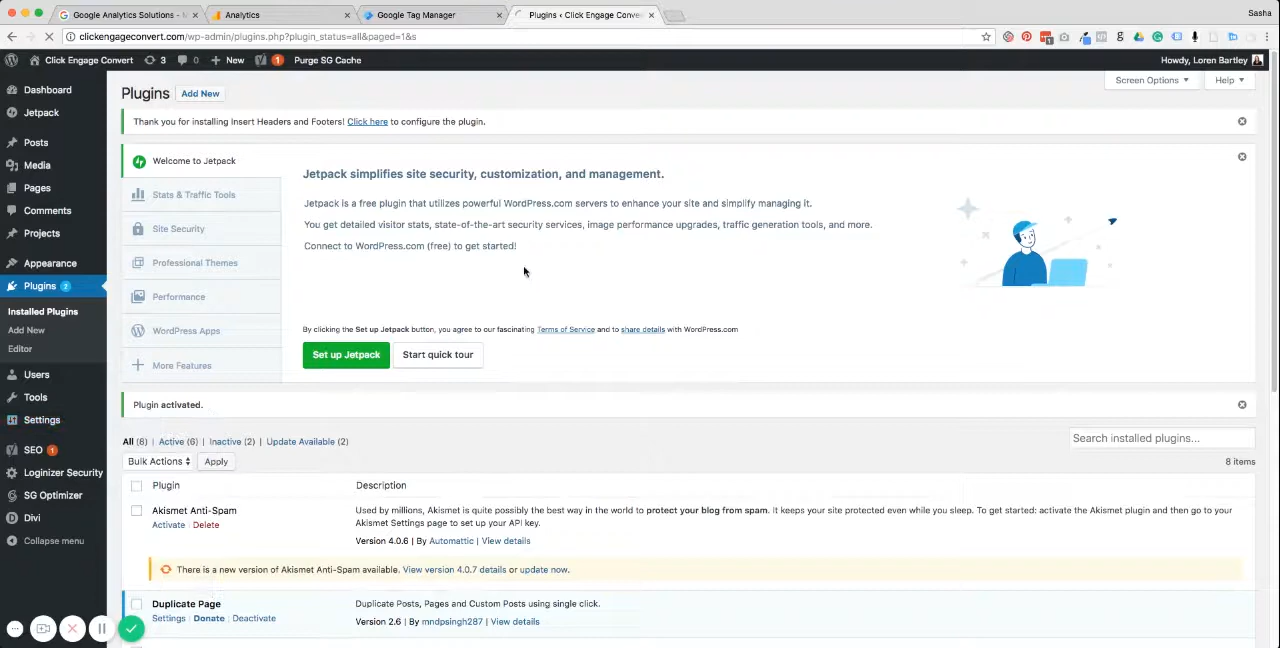 Google Analytics Solutions - M
Analytics
Google Tag Manager
Plugins ‹ Click Engage Conve
Sasha
clickengageconvert.com/wp-admin/plugins.php?plugin_status=all&paged=1&s
Click Engage Convert
3
0
New
1
Purge SG Cache
Howdy, Loren Bartley
Dashboard
Jetpack
Posts
Media
Pages
Comments
Projects
Appearance
Plugins 2
Installed Plugins
Add New
Editor
Users
Tools
Settings
SEO 1
Loginizer Security
SG Optimizer
Divi
Collapse menu
Screen Options
Help
Plugins
Add New
Thank you for installing Insert Headers and Footers! Click here to configure the plugin.
Welcome to Jetpack
Stats & Traffic Tools
Site Security
Professional Themes
Performance
WordPress Apps
More Features
Jetpack simplifies site security, customization, and management.
Jetpack is a free plugin that utilizes powerful WordPress.com servers to enhance your site and simplify managing it.
You get detailed visitor stats, state-of-the-art security services, image performance upgrades, traffic generation tools, and more.
Connect to WordPress.com (free) to get started!
By clicking the Set up Jetpack button, you agree to our fascinating Terms of Service and to share details with WordPress.com
Set up Jetpack
Start quick tour
Plugin activated.
All (8) | Active (6) | Inactive (2) | Update Available (2)
Search installed plugins...
Bulk Actions
Apply
8 items
Plugin
Description
Akismet Anti-Spam
Activate | Delete
Used by millions, Akismet is quite possibly the best way in the world to protect your blog from spam. It keeps your site protected even while you sleep. To get started: activate the Akismet plugin and then go to your
Akismet Settings page to set up your API key.
Version 4.0.6 | By Automattic | View details
There is a new version of Akismet Anti-Spam available. View version 4.0.7 details or update now.
Duplicate Page
Settings | Donate | Deactivate
Duplicate Posts, Pages and Custom Posts using single click.
Version 2.6 | By mndpsingh287 | View details